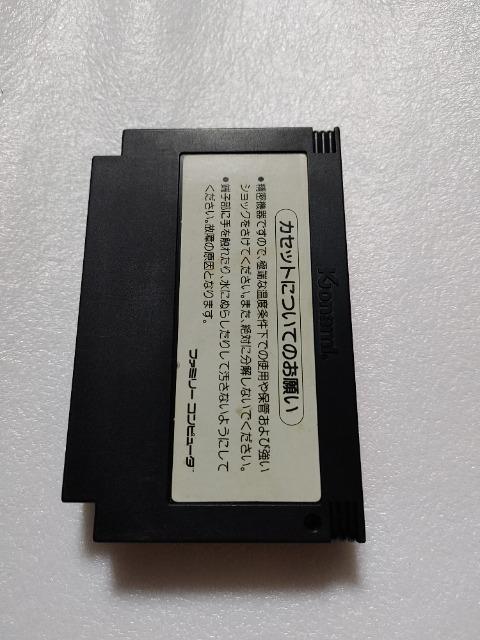 Konami
カセットについてのお願い
●精密機器ですので、極端な温度条件下での使用や保管および強い
ショックをさけてください。また、絶対に分解しないでください。
●端子部に手を触れたり、水にぬらしたりして汚さないようにして
ください。故障の原因となります。
ファミリーコンピュータ™